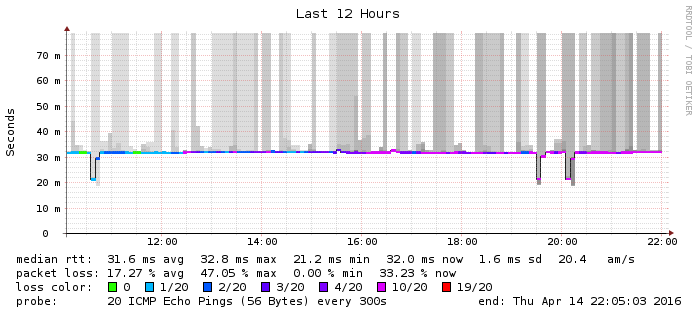 Last 12 Hours
RRDTOOL / TOBI OETIKER
Seconds
70 m
60 m
50 m
40 m
30 m
20 m
10 m
0
12:00 14:00 16:00 18:00 20:00 22:00
median rtt: 31.6 ms avg 32.8 ms max 21.2 ms min 32.0 ms now 1.6 ms sd 20.4 am/s
packet loss: 17.27 % avg 47.05 % max 0.00 % min 33.23 % now
loss color: 0 1/20 2/20 3/20 4/20 10/20 19/20
probe: 20 ICMP Echo Pings (56 Bytes) every 300s end: Thu Apr 14 22:05:03 2016